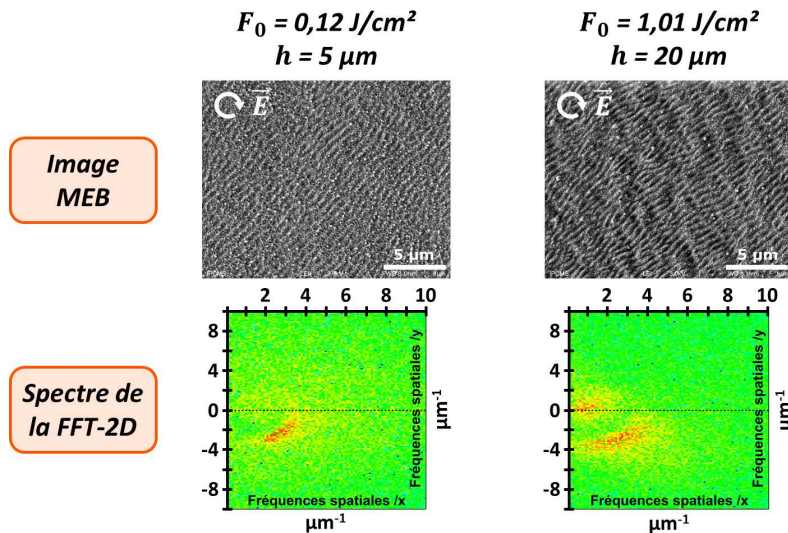 F₀ = 0,12 J/cm²
h = 5 µm
F₀ = 1,01 J/cm²
h = 20 µm
Image
MEB
E
5 µm
E
5 µm
2 4 6 8 10
8
4
0
-4
-8
Fréquences spatiales /y
µm⁻¹
Fréquences spatiales /x
µm⁻¹
2 4 6 8 10
8
4
0
-4
-8
Fréquences spatiales /y
µm⁻¹
Fréquences spatiales /x
µm⁻¹
Spectre de
la FFT-2D